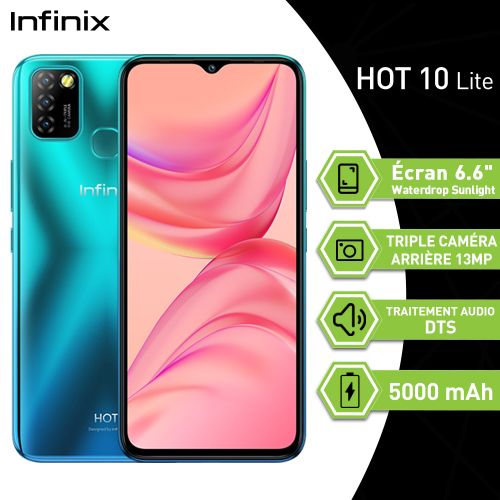 Infinix
HOT 10 Lite
Écran 6.6"
Waterdrop Sunlight
TRIPLE CAMÉRA
ARRIÈRE 13MP
TRAITEMENT AUDIO
DTS
5000 mAh
Infin
HOT